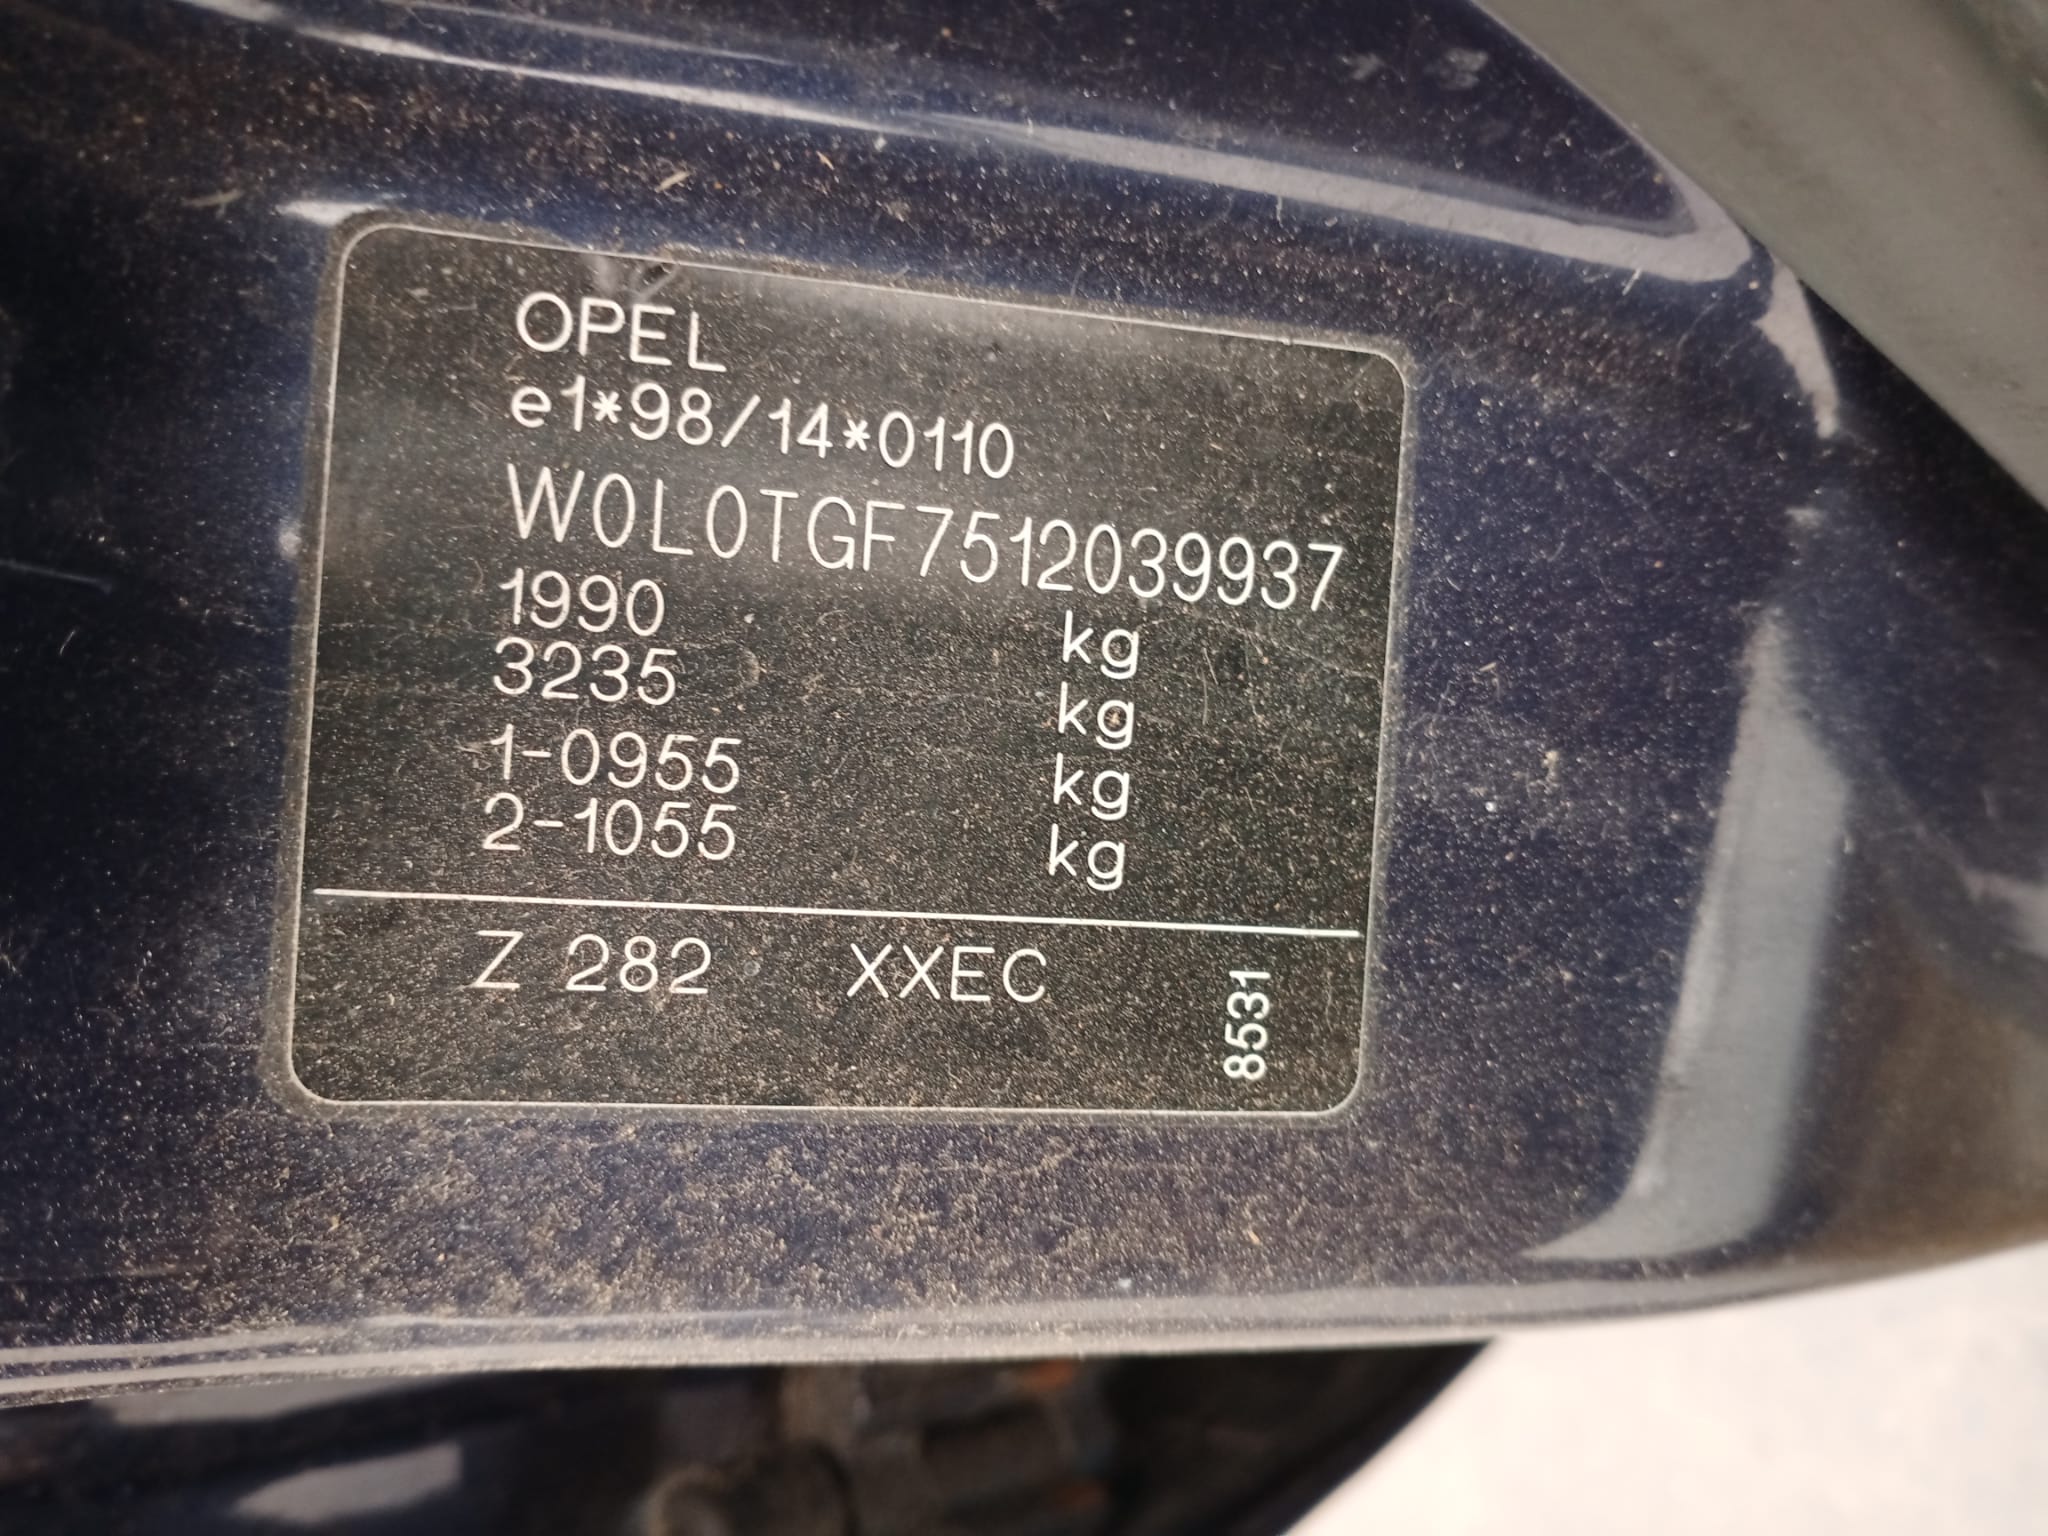 OPEL
e1*98/14*0110
W0L0TGF7512039937
1990 kg
3235 kg
1-0955 kg
2-1055 kg
Z 282 XXEC
8531